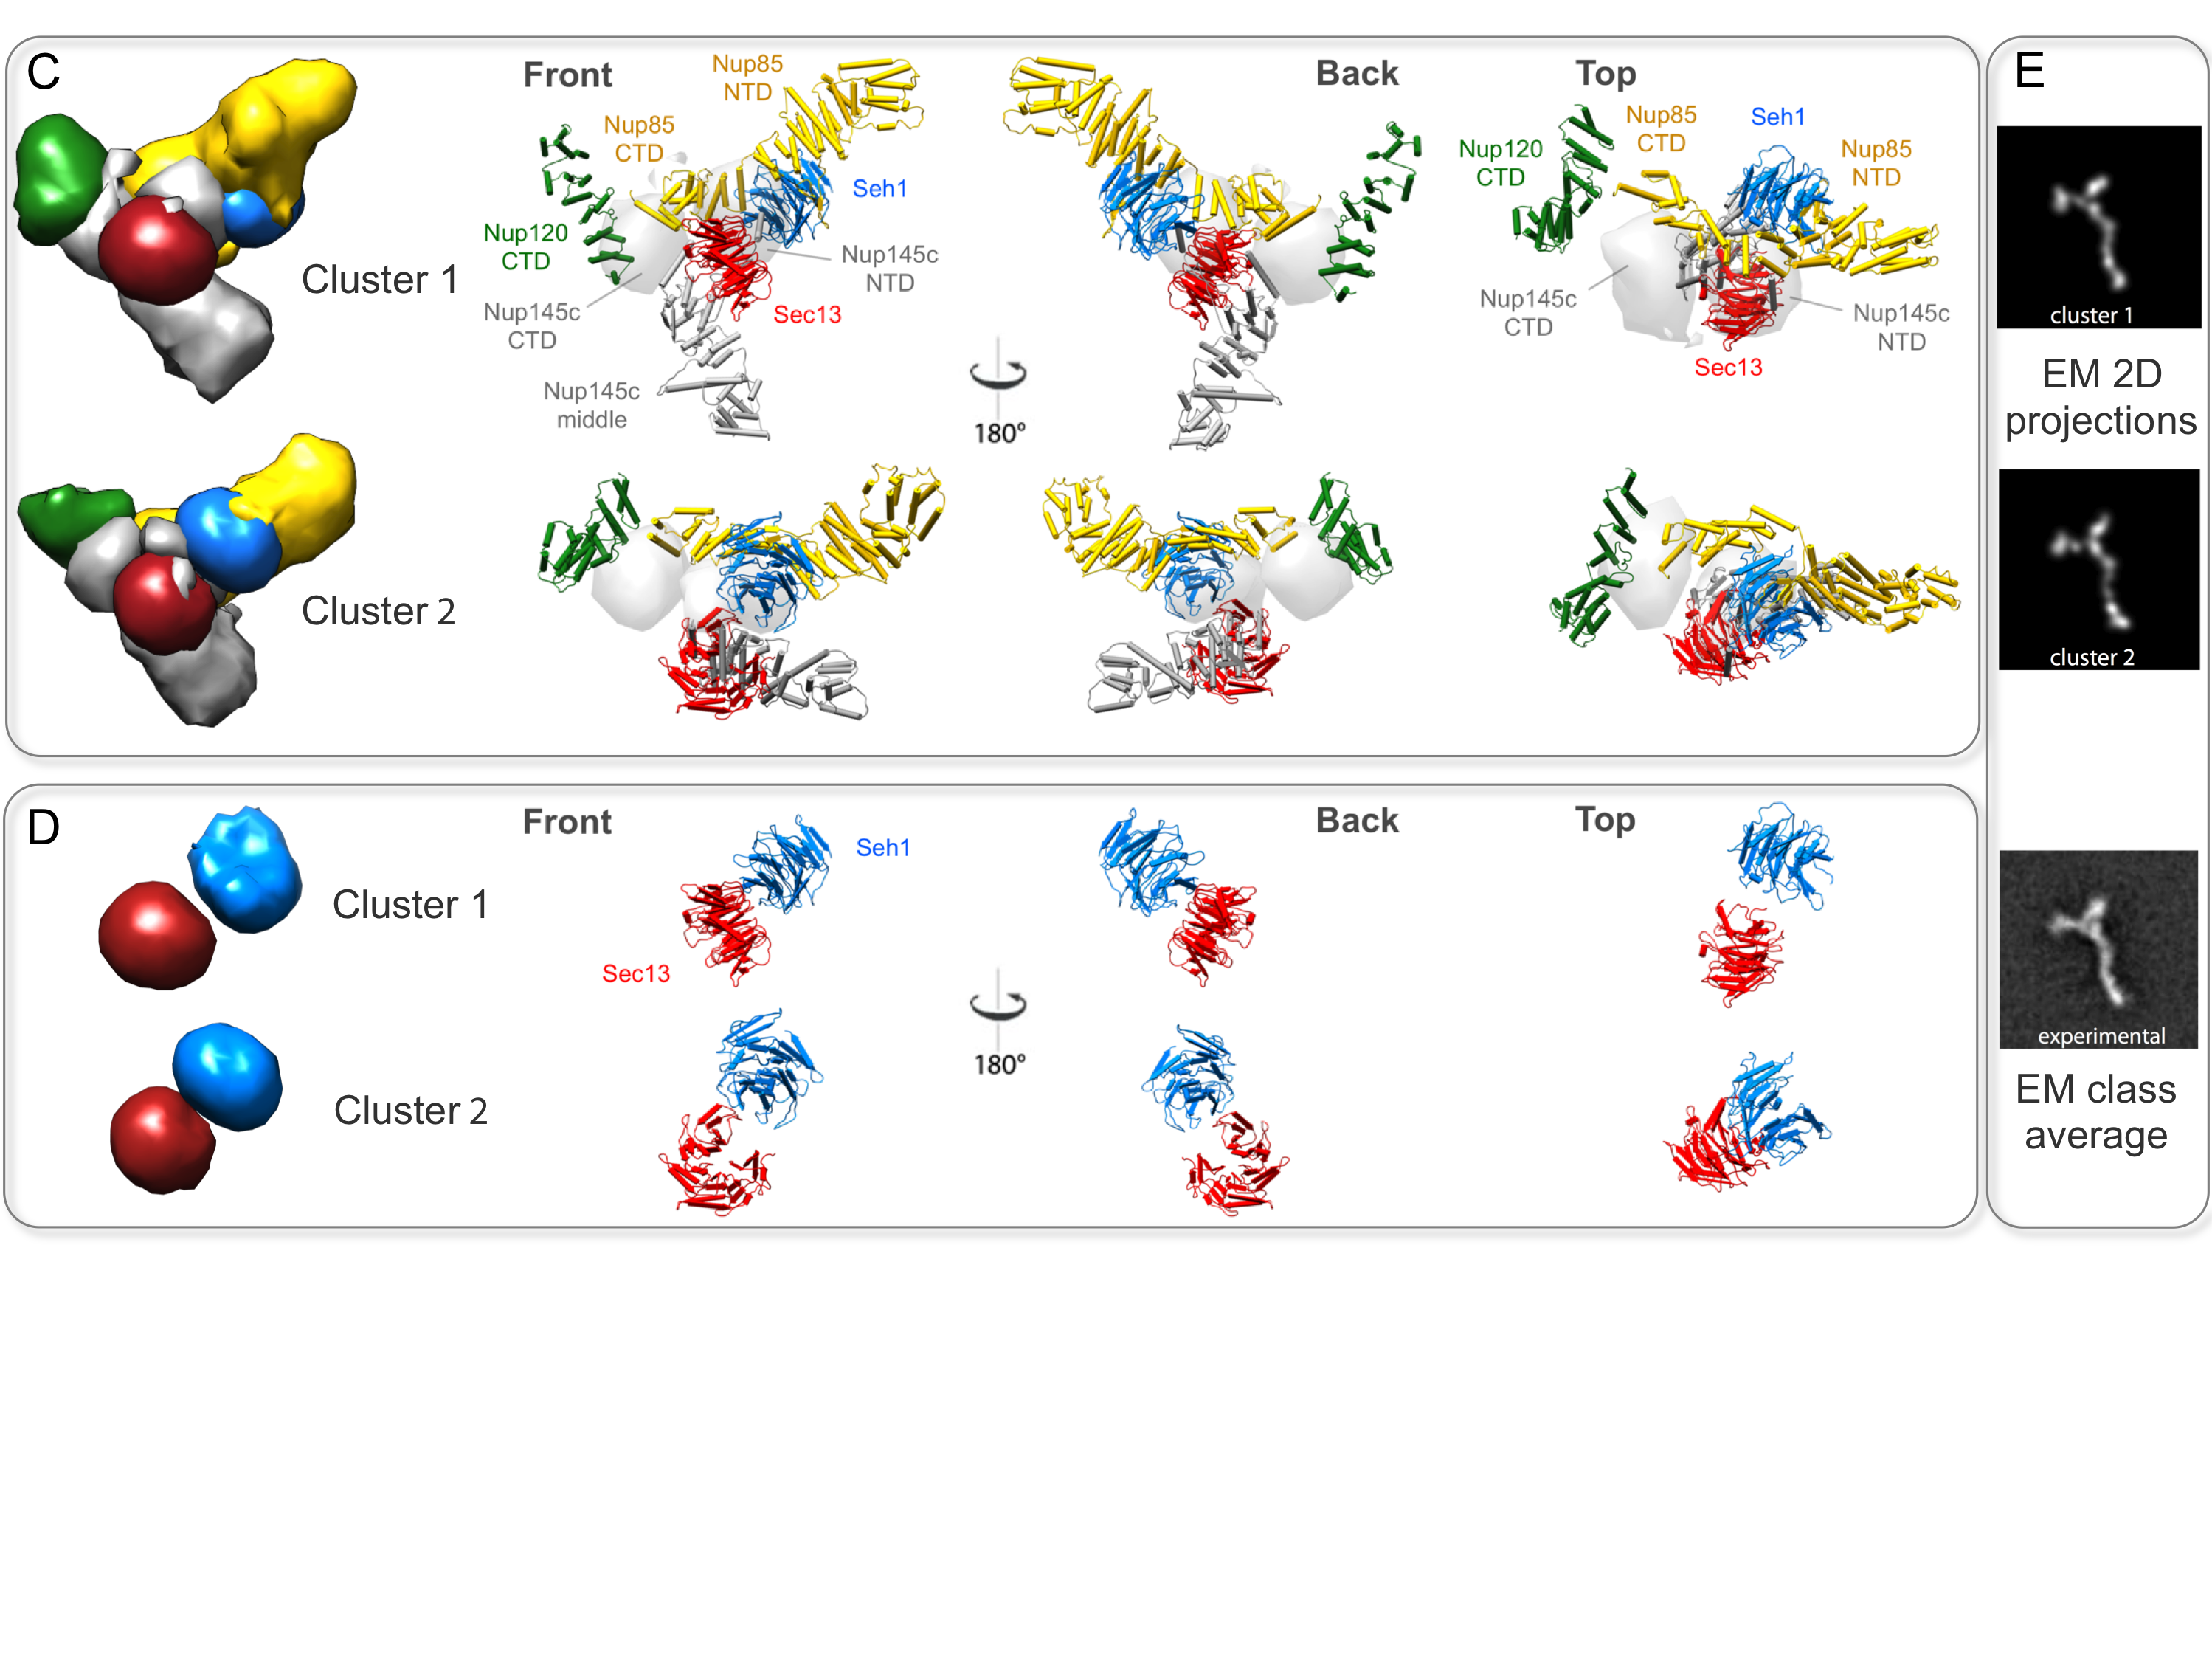 C
Front
Back
Top
E
Nup85
NTD
Nup85
CTD
Seh1
Nup120
CTD
Nup145c
NTD
Nup145c
CTD
Sec13
Nup145c
middle
Cluster 1
180°
Nup85
CTD
Seh1
Nup85
NTD
Nup120
CTD
Nup145c
CTD
Nup145c
NTD
Sec13
Cluster 2
cluster 1
EM 2D
projections
cluster 2
D
Front
Back
Top
Seh1
Cluster 1
Sec13
180°
Cluster 2
experimental
EM class
average